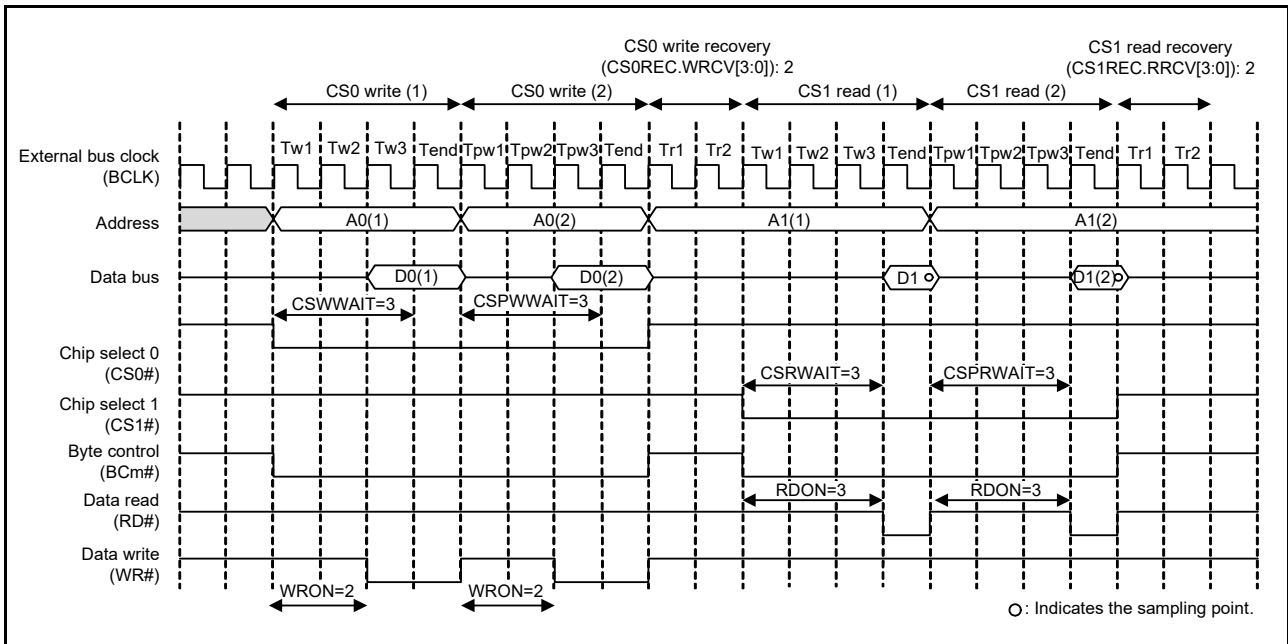 CS0 write recovery
(CS0REC.WRCV[3:0]): 2
CS1 read recovery
(CS1REC.RRCV[3:0]): 2
CS0 write (1) CS0 write (2) CS1 read (1) CS1 read (2)
Tw1 Tw2 Tw3 Tend Tpw1 Tpw2 Tpw3 Tend Tr1 Tr2 Tw1 Tw2 Tw3 Tend Tpw1 Tpw2 Tpw3 Tend Tr1 Tr2
External bus clock
(BCLK)
Address A0(1) A0(2) A1(1) A1(2)
Data bus D0(1) D0(2) D1 D1(2)
CSWWAIT=3 CSPWWAIT=3
Chip select 0
(CS0#)
CSRWAIT=3 CSPRWAIT=3
Chip select 1
(CS1#)
Byte control
(BCm#)
Data read
(RD#)
RDON=3 RDON=3
Data write
(WR#)
WRON=2 WRON=2
: Indicates the sampling point.